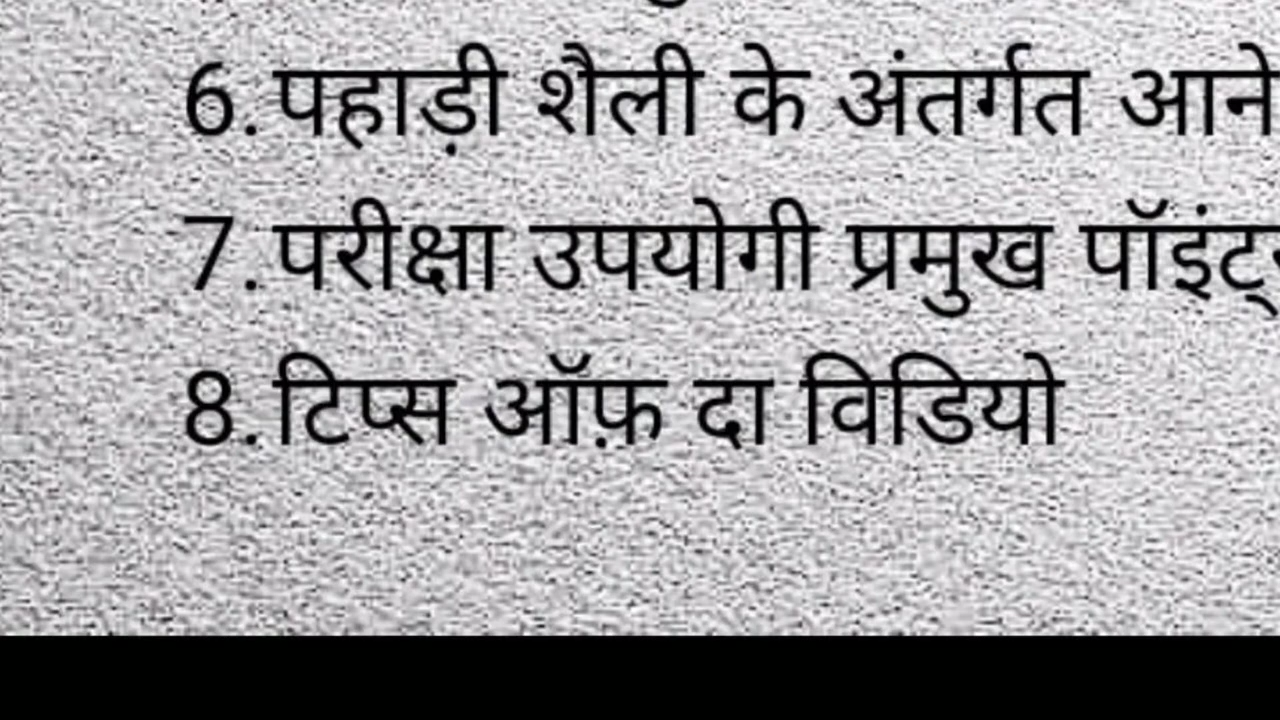 6. पहाड़ी शैली के अंतर्गत आने
7. परीक्षा उपयोगी प्रमुख
8. टिप्स ऑफ़ दा विडियो